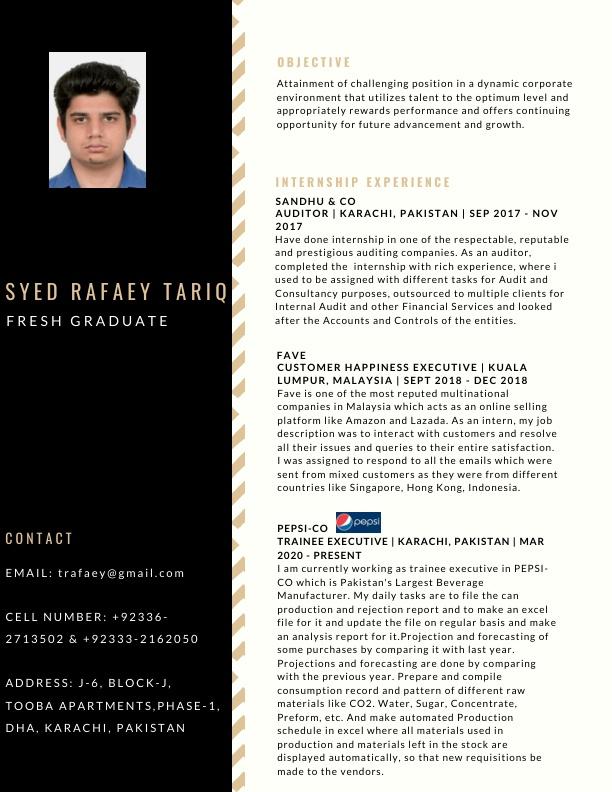 SYED RAFAEY TARIQ
FRESH GRADUATE
CONTACT
EMAIL: trafaey@gmail.com
CELL NUMBER: +92336-
2713502 & +92333-2162050
ADDRESS: J-6, BLOCK-J,
TOOBA APARTMENTS,PHASE-1,
DHA, KARACHI, PAKISTAN
OBJECTIVE
Attainment of challenging position in a dynamic corporate
environment that utilizes talent to the optimum level and
appropriately rewards performance and offers continuing
opportunity for future advancement and growth.
INTERNSHIP EXPERIENCE
SANDHU & CO
AUDITOR | KARACHI, PAKISTAN | SEP 2017 - NOV
2017
Have done internship in one of the respectable, reputable
and prestigious auditing companies. As an auditor,
completed the  internship with rich experience, where i
used to be assigned with different tasks for Audit and
Consultancy purposes, outsourced to multiple clients for
Internal Audit and other Financial Services and looked
after the Accounts and Controls of the entities.
FAVE
CUSTOMER HAPPINESS EXECUTIVE | KUALA
LUMPUR, MALAYSIA | SEPT 2018 - DEC 2018
Fave is one of the most reputed multinational
companies in Malaysia which acts as an online selling
platform like Amazon and Lazada. As an intern, my job
description was to interact with customers and resolve
all their issues and queries to their entire satisfaction.
I was assigned to respond to all the emails which were
sent from mixed customers as they were from different
countries like Singapore, Hong Kong, Indonesia.
PEPSI-CO pepsi
TRAINEE EXECUTIVE | KARACHI, PAKISTAN | MAR
2020 - PRESENT
I am currently working as trainee executive in PEPSI-
CO which is Pakistan's Largest Beverage
Manufacturer. My daily tasks are to file the can
production and rejection report and to make an excel
file for it and update the file on regular basis and make
an analysis report for it.Projection and forecasting of
some purchases by comparing it with last year.
Projections and forecasting are done by comparing
with the previous year. Prepare and compile
consumption record and pattern of different raw
materials like CO2. Water, Sugar, Concentrate,
Preform, etc. And make automated Production
schedule in excel where all materials used in
production and materials left in the stock are
displayed automatically, so that new requisitions be
made to the vendors.